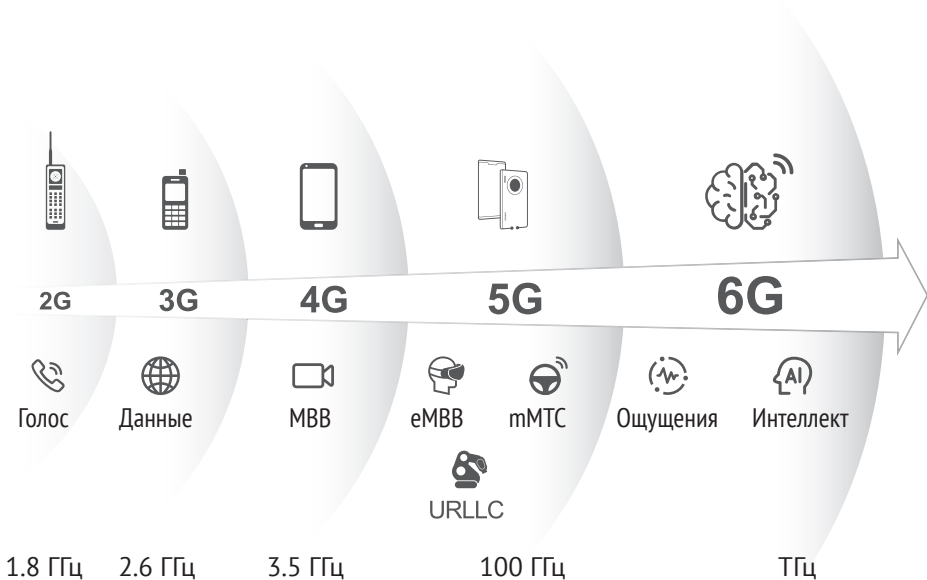 2G 3G 4G 5G 6G
Голос Данные MBB eMBB mMTC Ощущения AI Интеллект
URLLC
1.8 ГГц 2.6 ГГц 3.5 ГГц 100 ГГц ТГц